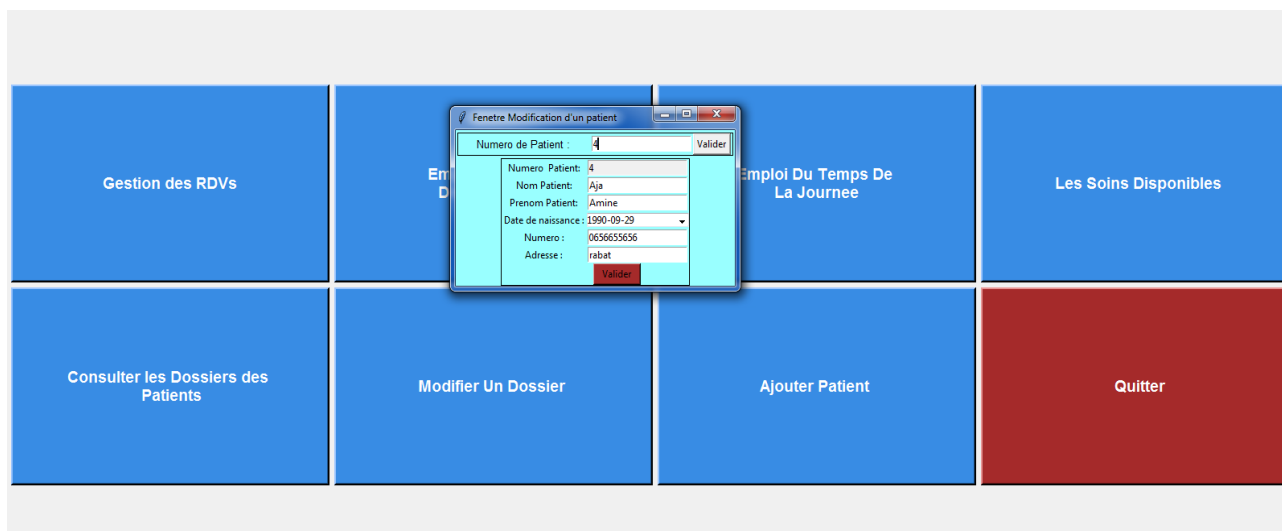 Fenetre Modification d'un patient
Numero de Patient :
4
Valider
Numero Patient:
4
Nom Patient:
Aja
Prenom Patient:
Amine
Date de naissance :
1990-09-29
Numero :
0656655656
Adresse :
rabat
Valider
Gestion des RDVs
Em
D
Emploi Du Temps De
La Journee
Les Soins Disponibles
Consulter les Dossiers des
Patients
Modifier Un Dossier
Ajouter Patient
Quitter